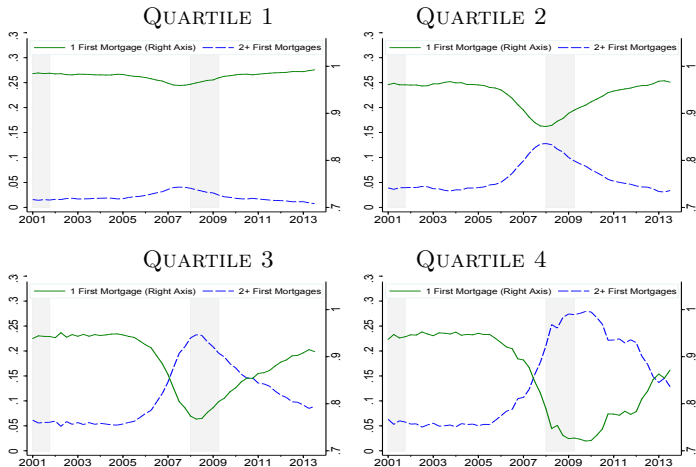 QUARTILE 1
1 First Mortgage (Right Axis) 2+ First Mortgages
0 .05 .1 .15 .2 .25 .3
.7 .8 .9 1
2001 2003 2005 2007 2009 2011 2013
QUARTILE 2
1 First Mortgage (Right Axis) 2+ First Mortgages
0 .05 .1 .15 .2 .25 .3
.7 .8 .9 1
2001 2003 2005 2007 2009 2011 2013
QUARTILE 3
1 First Mortgage (Right Axis) 2+ First Mortgages
0 .05 .1 .15 .2 .25 .3
.7 .8 .9 1
2001 2003 2005 2007 2009 2011 2013
QUARTILE 4
1 First Mortgage (Right Axis) 2+ First Mortgages
0 .05 .1 .15 .2 .25 .3
.7 .8 .9 1
2001 2003 2005 2007 2009 2011 2013